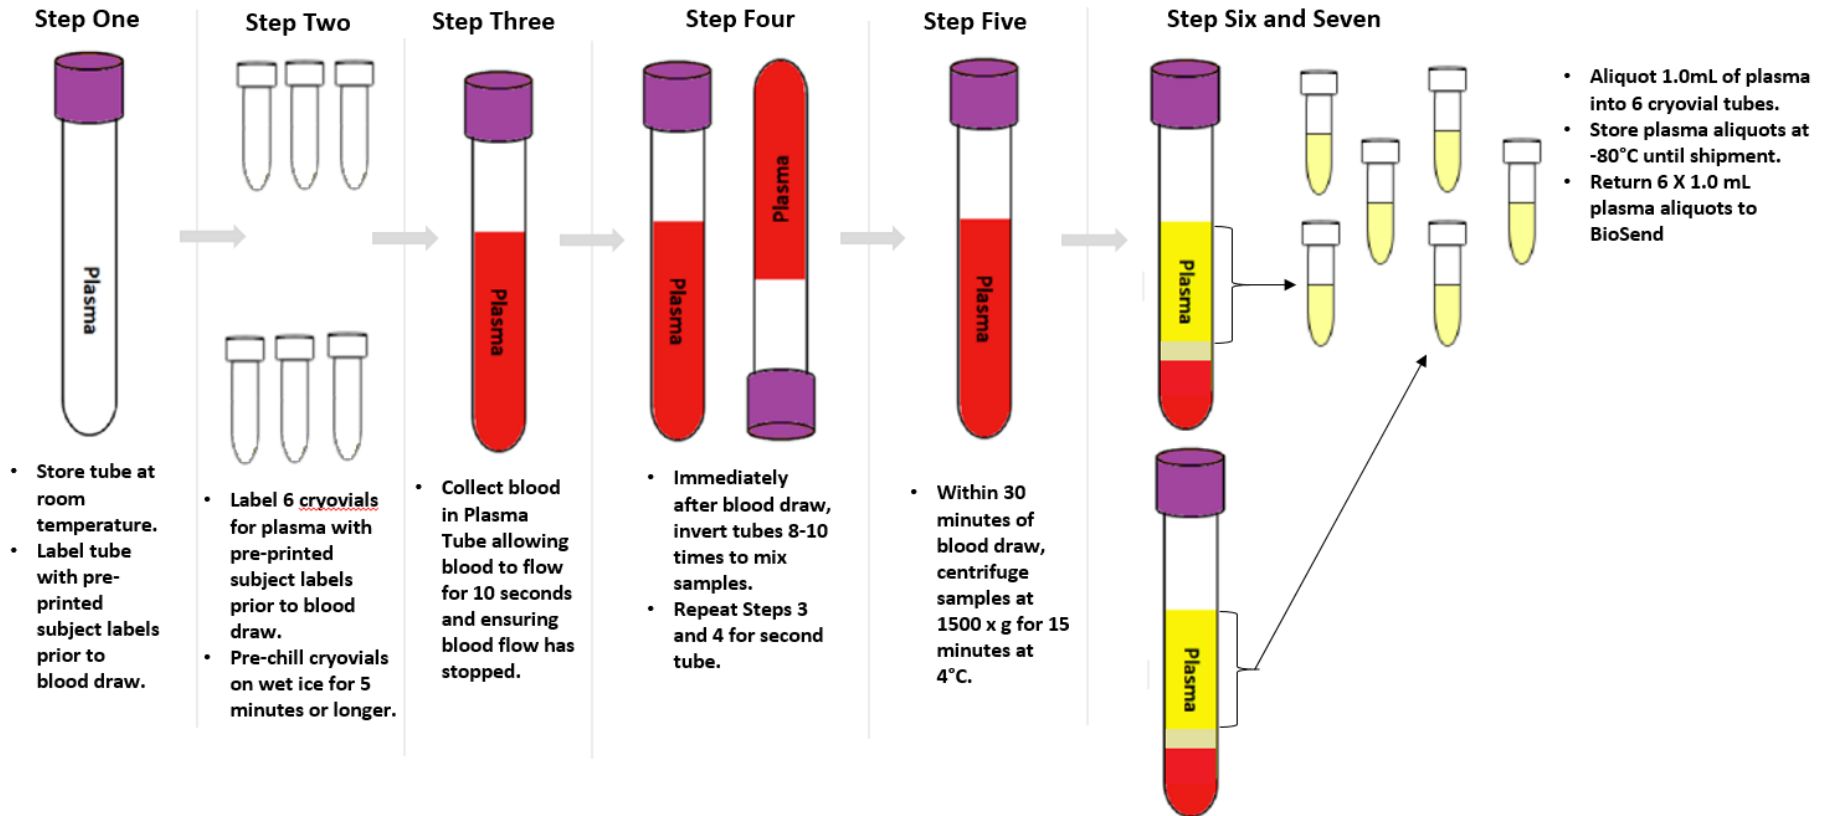 Step One
Plasma
• Store tube at
room
temperature.
• Label tube
with pre-
printed
subject labels
prior to
blood draw.
Step Two
• Label 6 cryovials
for plasma with
pre-printed
subject labels
prior to blood
draw.
• Pre-chill cryovials
on wet ice for 5
minutes or longer.
Step Three
Plasma
• Collect blood
in Plasma
Tube allowing
blood to flow
for 10 seconds
and ensuring
blood flow has
stopped.
Step Four
Plasma
Plasma
• Immediately
after blood draw,
invert tubes 8-10
times to mix
samples.
• Repeat Steps 3
and 4 for second
tube.
Step Five
Plasma
• Within 30
minutes of
blood draw,
centrifuge
samples at
1500 x g for 15
minutes at
4°C.
Step Six and Seven
Plasma
Plasma
• Aliquot 1.0mL of plasma
into 6 cryovial tubes.
• Store plasma aliquots at
-80°C until shipment.
• Return 6 X 1.0 mL
plasma aliquots to
BioSend